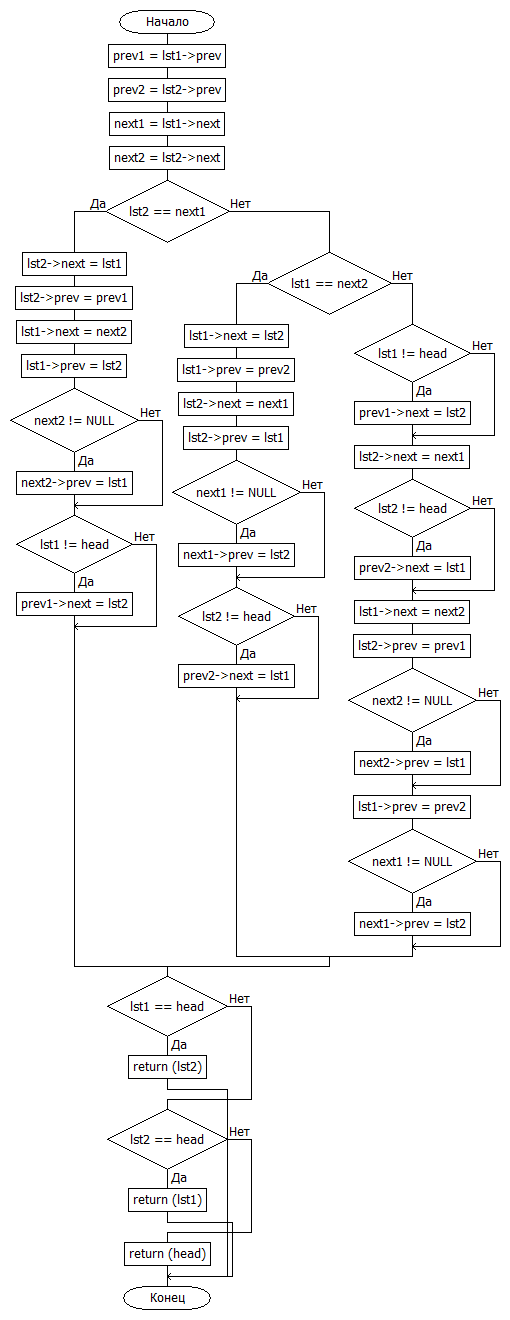 Начало
prev1 = lst1->prev
prev2 = lst2->prev
next1 = lst1->next
next2 = lst2->next
lst2 == next1
Да
Нет
lst2->next = lst1
lst2->prev = prev1
lst1->next = next2
lst1->prev = lst2
next2 != NULL
Нет
Да
next2->prev = lst1
lst1 != head
Нет
Да
prev1->next = lst2
lst1 == next2
Да
Нет
lst1->next = lst2
lst1->prev = prev2
lst2->next = next1
lst2->prev = lst1
next1 != NULL
Нет
Да
next1->prev = lst2
lst2 != head
Нет
Да
prev2->next = lst1
lst1 != head
Нет
Да
prev1->next = lst2
lst2->next = next1
lst2 != head
Нет
Да
prev2->next = lst1
lst1->next = next2
lst2->prev = prev1
next2 != NULL
Нет
Да
next2->prev = lst1
lst1->prev = prev2
next1 != NULL
Нет
Да
next1->prev = lst2
lst1 == head
Нет
Да
return (lst2)
lst2 == head
Нет
Да
return (lst1)
return (head)
Конец